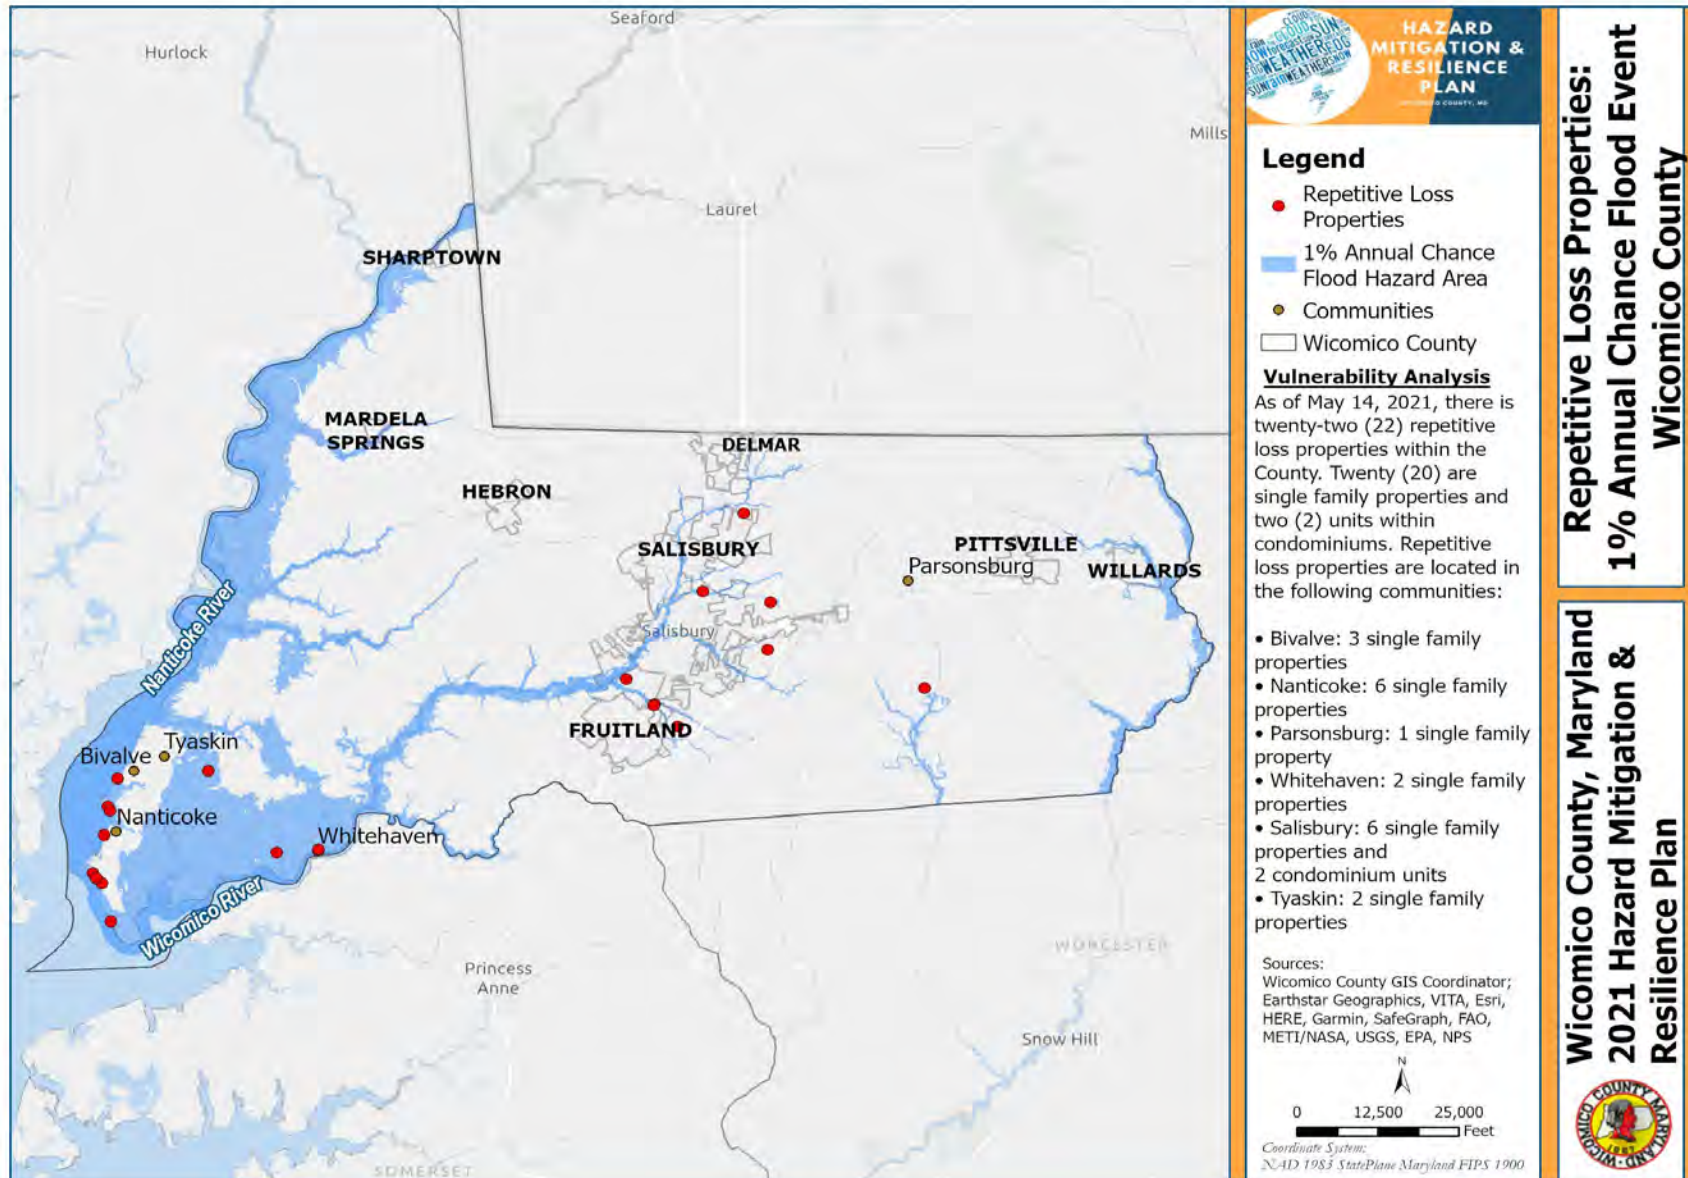 Seaford
Hurlock
Mills
Laurel
SHARPTOWN
MARDELA
SPRINGS
DELMAR
HEBRON
SALISBURY
PITTSVILLE
Parsonsburg
WILLARDS
Salisbury
Nanticoke River
FRUITLAND
Tyaskin
Bivalve
Nanticoke
Whitehaven
Wicomico River
WORCESTER
Princess
Anne
Snow Hill
SOMERSET
HAZARD
MITIGATION &
RESILIENCE
PLAN
WICOMICO COUNTY, MD
Legend
Repetitive Loss
Properties
1% Annual Chance
Flood Hazard Area
Communities
Wicomico County
Vulnerability Analysis
As of May 14, 2021, there is
twenty-two (22) repetitive
loss properties within the
County. Twenty (20) are
single family properties and
two (2) units within
condominiums. Repetitive
loss properties are located in
the following communities:
• Bivalve: 3 single family
properties
• Nanticoke: 6 single family
properties
• Parsonsburg: 1 single family
property
• Whitehaven: 2 single family
properties
• Salisbury: 6 single family
properties and
2 condominium units
• Tyaskin: 2 single family
properties
Sources:
Wicomico County GIS Coordinator;
Earthstar Geographics, VITA, Esri,
HERE, Garmin, SafeGraph, FAO,
METI/NASA, USGS, EPA, NPS
N
0 12,500 25,000
Feet
Coordinate System:
NAD 1983 StatePlane Maryland FIPS 1900
Repetitive Loss Properties:
1% Annual Chance Flood Event
Wicomico County
Wicomico County, Maryland
2021 Hazard Mitigation &
Resilience Plan
WICOMICO COUNTY MARYLAND
1867